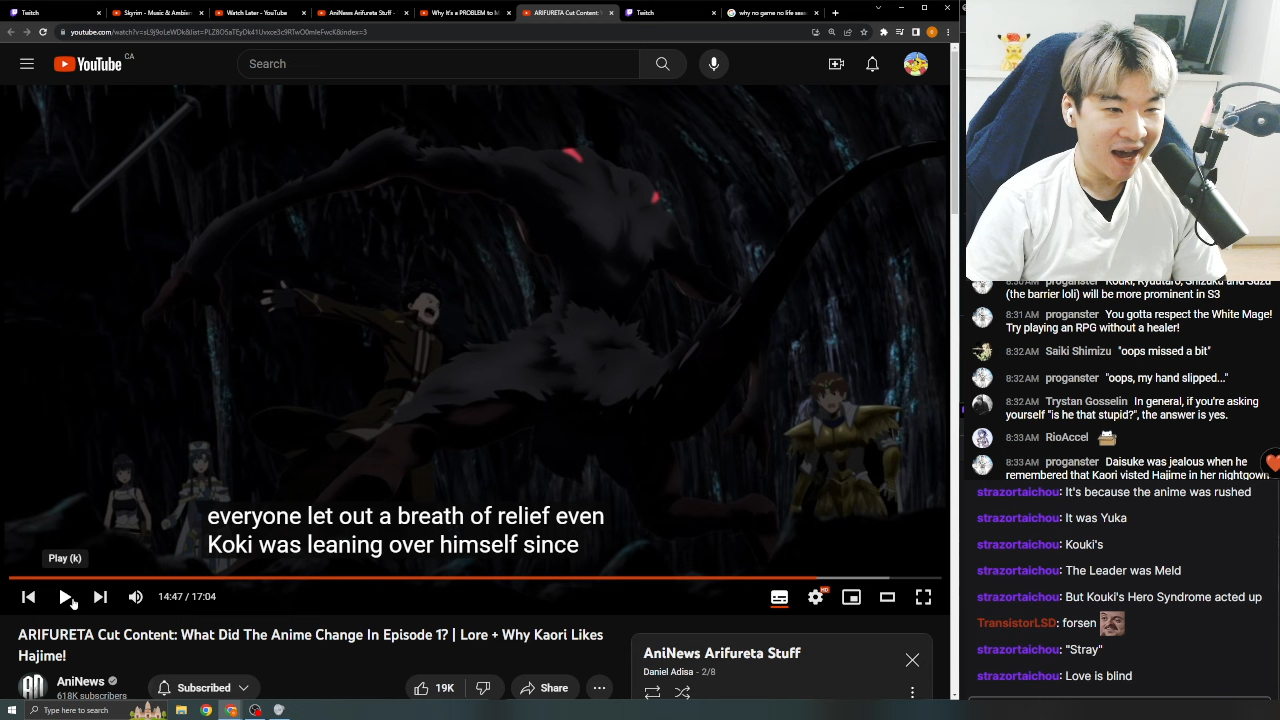 Twitch
Skyrim - Music & Ambien
Watch Later - YouTube
AniNews Arifureta Stuff -
Why It's a PROBLEM to M
ARIFURETA Cut Content:
Twitch
why no game no life seas
youtube.com/watch?v=sL9j9oLeWDk&list=PLZ8O5aTEyDk41Uvxce3c9RTwO0mIeFwcK&index=3
YouTube CA
Search
everyone let out a breath of relief even
Koki was leaning over himself since
Play (k)
14:47 / 17:04
HD
ARIFURETA Cut Content: What Did The Anime Change In Episode 1? | Lore + Why Kaori Likes
Hajime!
AniNews
618K subscribers
Subscribed
19K
Share
AniNews Arifureta Stuff
Daniel Adisa - 2/8
Type here to search
8:30 AM proganster Kouki, Ryuutaro, Shizuku and Suzu
(the barrier loli) will be more prominent in S3
8:31 AM proganster You gotta respect the White Mage!
Try playing an RPG without a healer!
8:32 AM Saiki Shimizu "oops missed a bit"
8:32 AM proganster "oops, my hand slipped..."
8:32 AM Trystan Gosselin In general, if you're asking
yourself "is he that stupid?", the answer is yes.
8:33 AM RioAccel
8:33 AM proganster Daisuke was jealous when he
remembered that Kaori visted Hajime in her nightgown
strazortaichou: It's because the anime was rushed
strazortaichou: It was Yuka
strazortaichou: Kouki's
strazortaichou: The Leader was Meld
strazortaichou: But Kouki's Hero Syndrome acted up
TransistorLSD: forsen
strazortaichou: "Stray"
strazortaichou: Love is blind